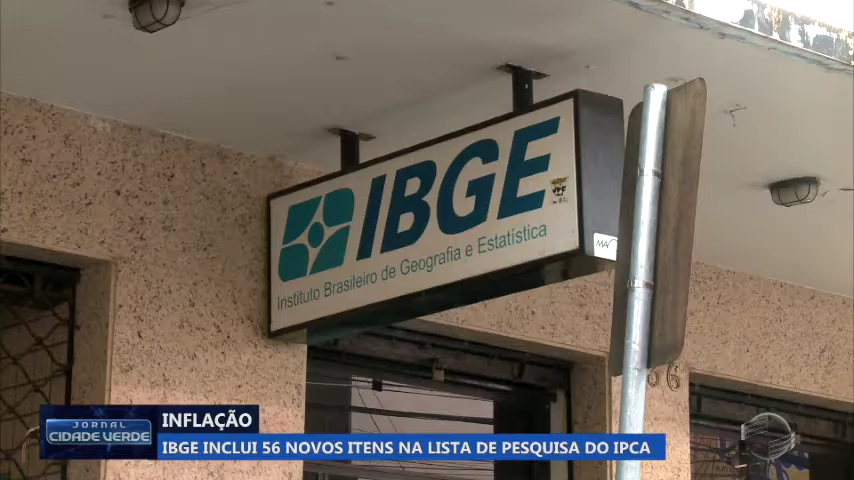 IBGE
Instituto Brasileiro de Geografia e Estatística
JORNAL
CIDADE VERDE
INFLAÇÃO
IBGE INCLUI 56 NOVOS ITENS NA LISTA DE PESQUISA DO IPCA